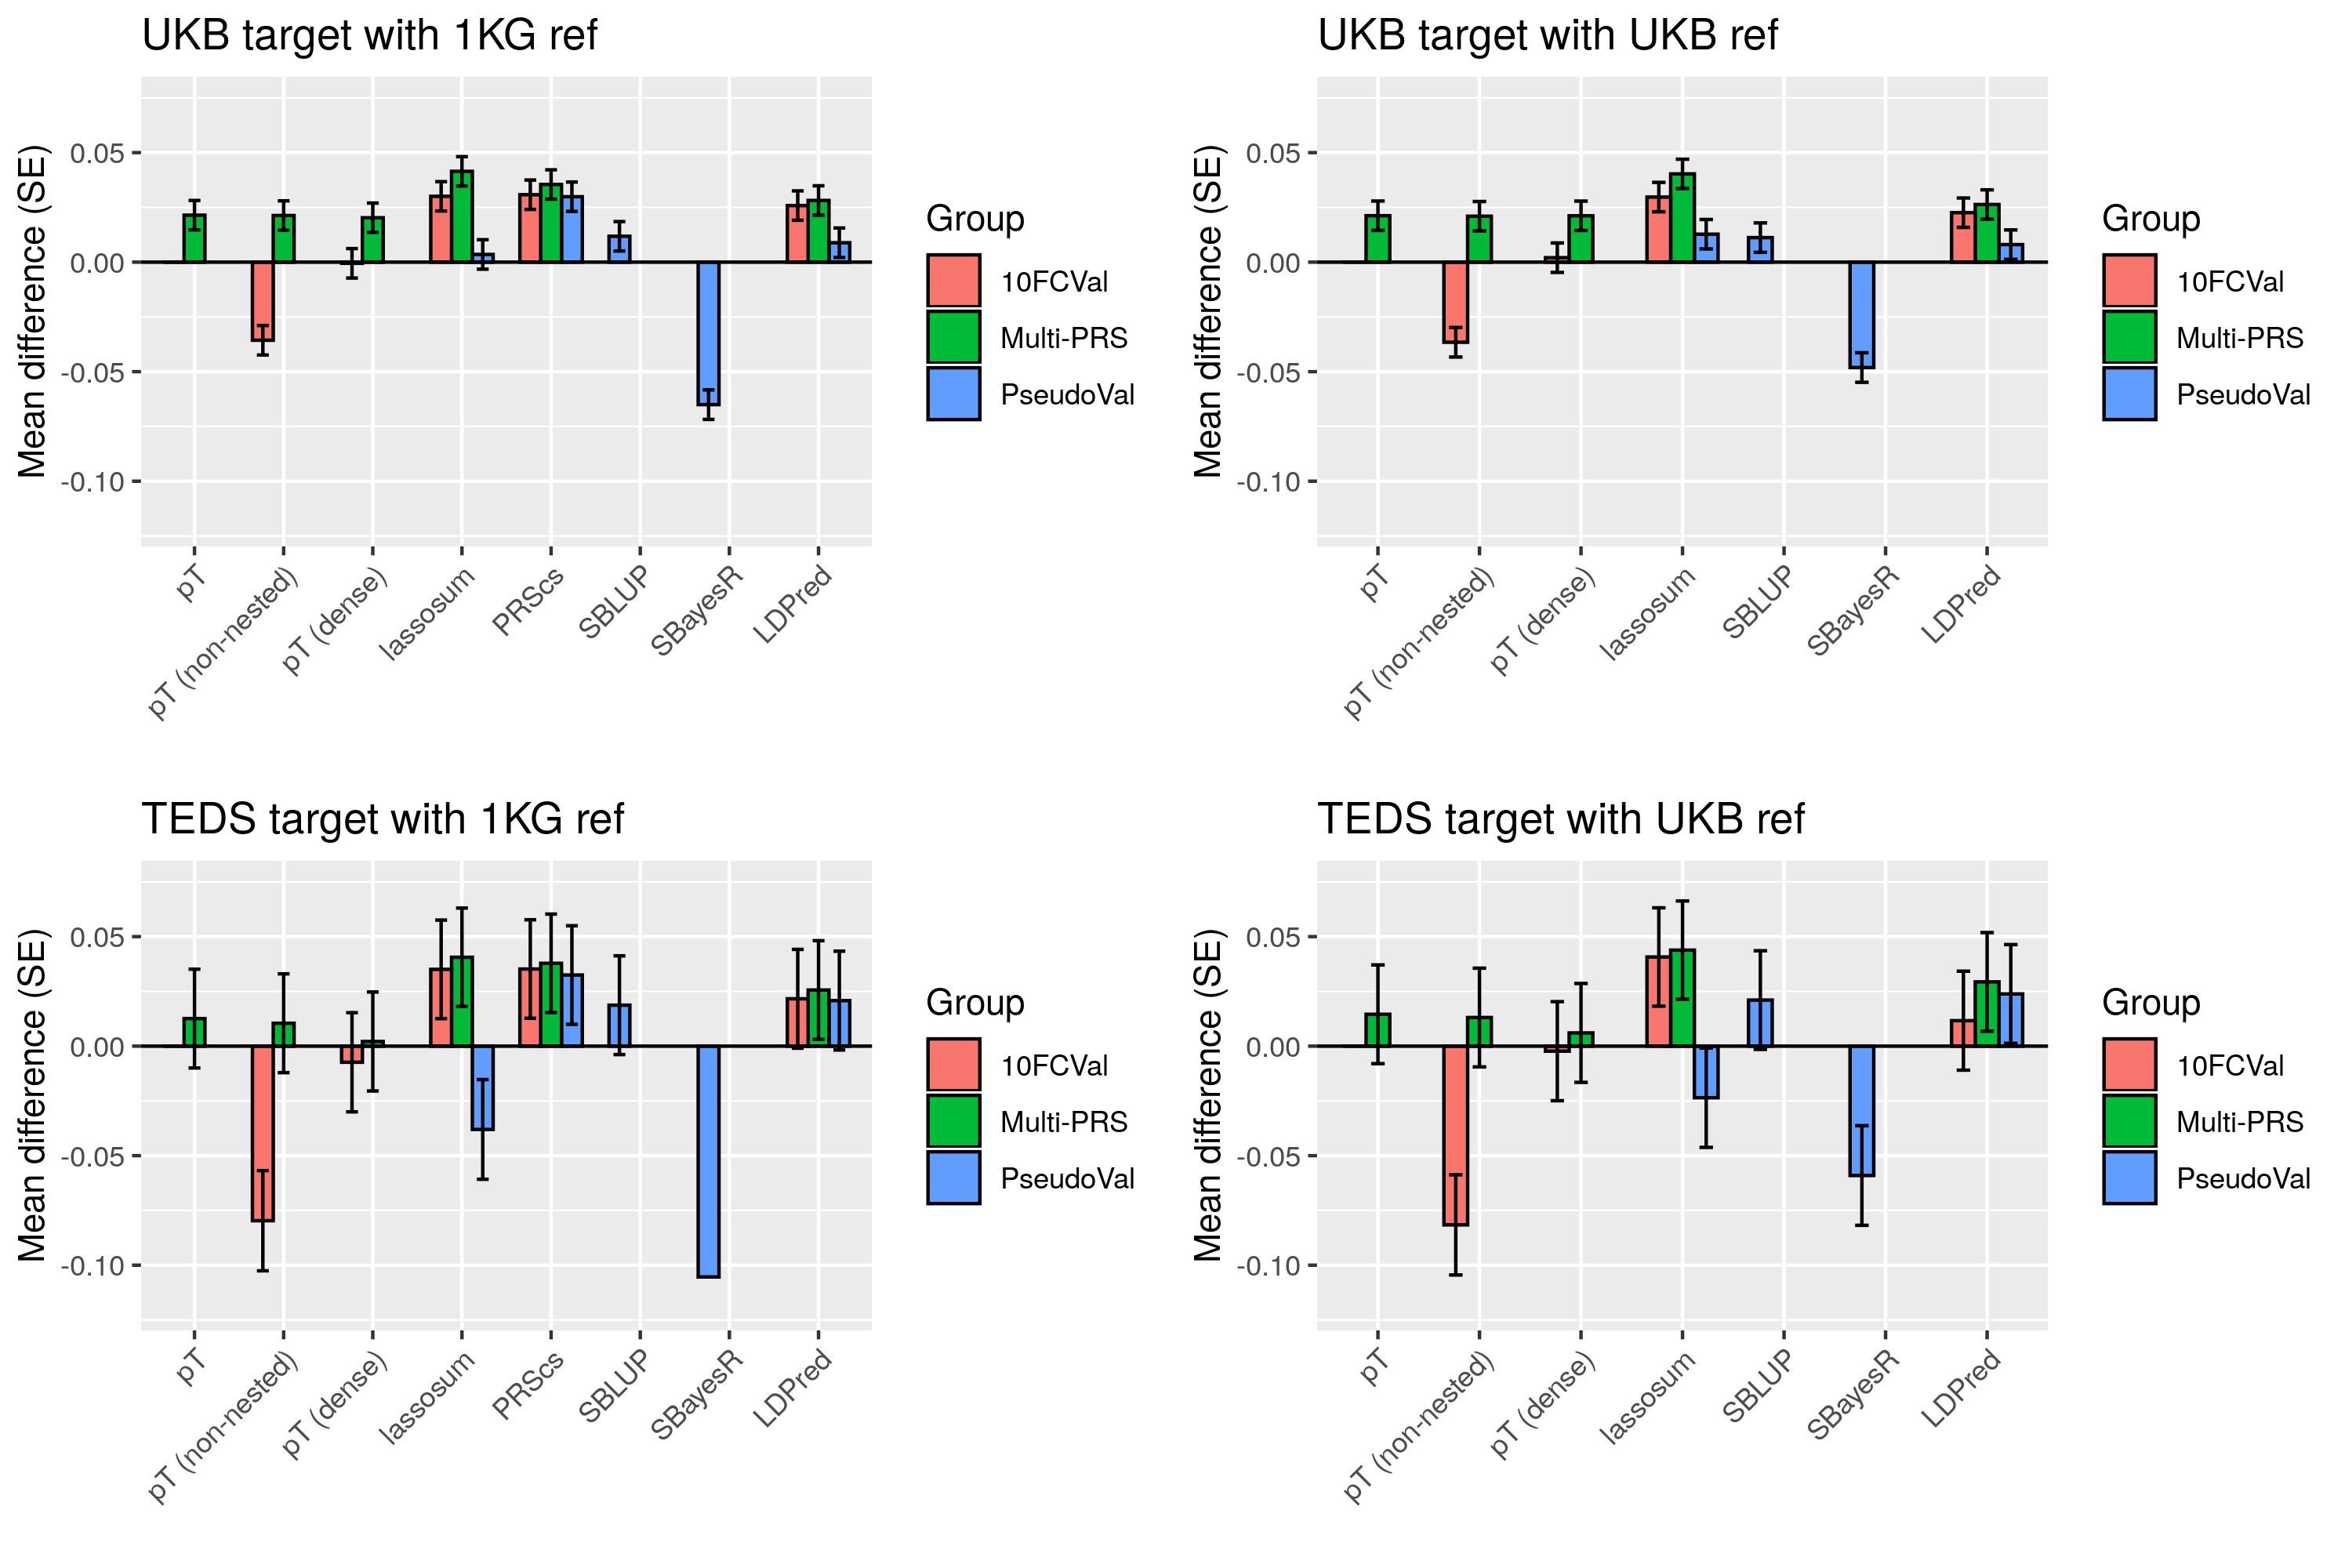 UKB target with 1KG ref
Mean difference (SE)
0.05
0.00
-0.05
-0.10
pT
pT (non-nested)
pT (dense)
lassosum
PRScs
SBLUP
SBayesR
LDPred
Group
10FCVal
Multi-PRS
PseudoVal
UKB target with UKB ref
Mean difference (SE)
0.05
0.00
-0.05
-0.10
pT
pT (non-nested)
pT (dense)
lassosum
SBLUP
SBayesR
LDPred
Group
10FCVal
Multi-PRS
PseudoVal
TEDS target with 1KG ref
Mean difference (SE)
0.05
0.00
-0.05
-0.10
pT
pT (non-nested)
pT (dense)
lassosum
PRScs
SBLUP
SBayesR
LDPred
Group
10FCVal
Multi-PRS
PseudoVal
TEDS target with UKB ref
Mean difference (SE)
0.05
0.00
-0.05
-0.10
pT
pT (non-nested)
pT (dense)
lassosum
SBLUP
SBayesR
LDPred
Group
10FCVal
Multi-PRS
PseudoVal